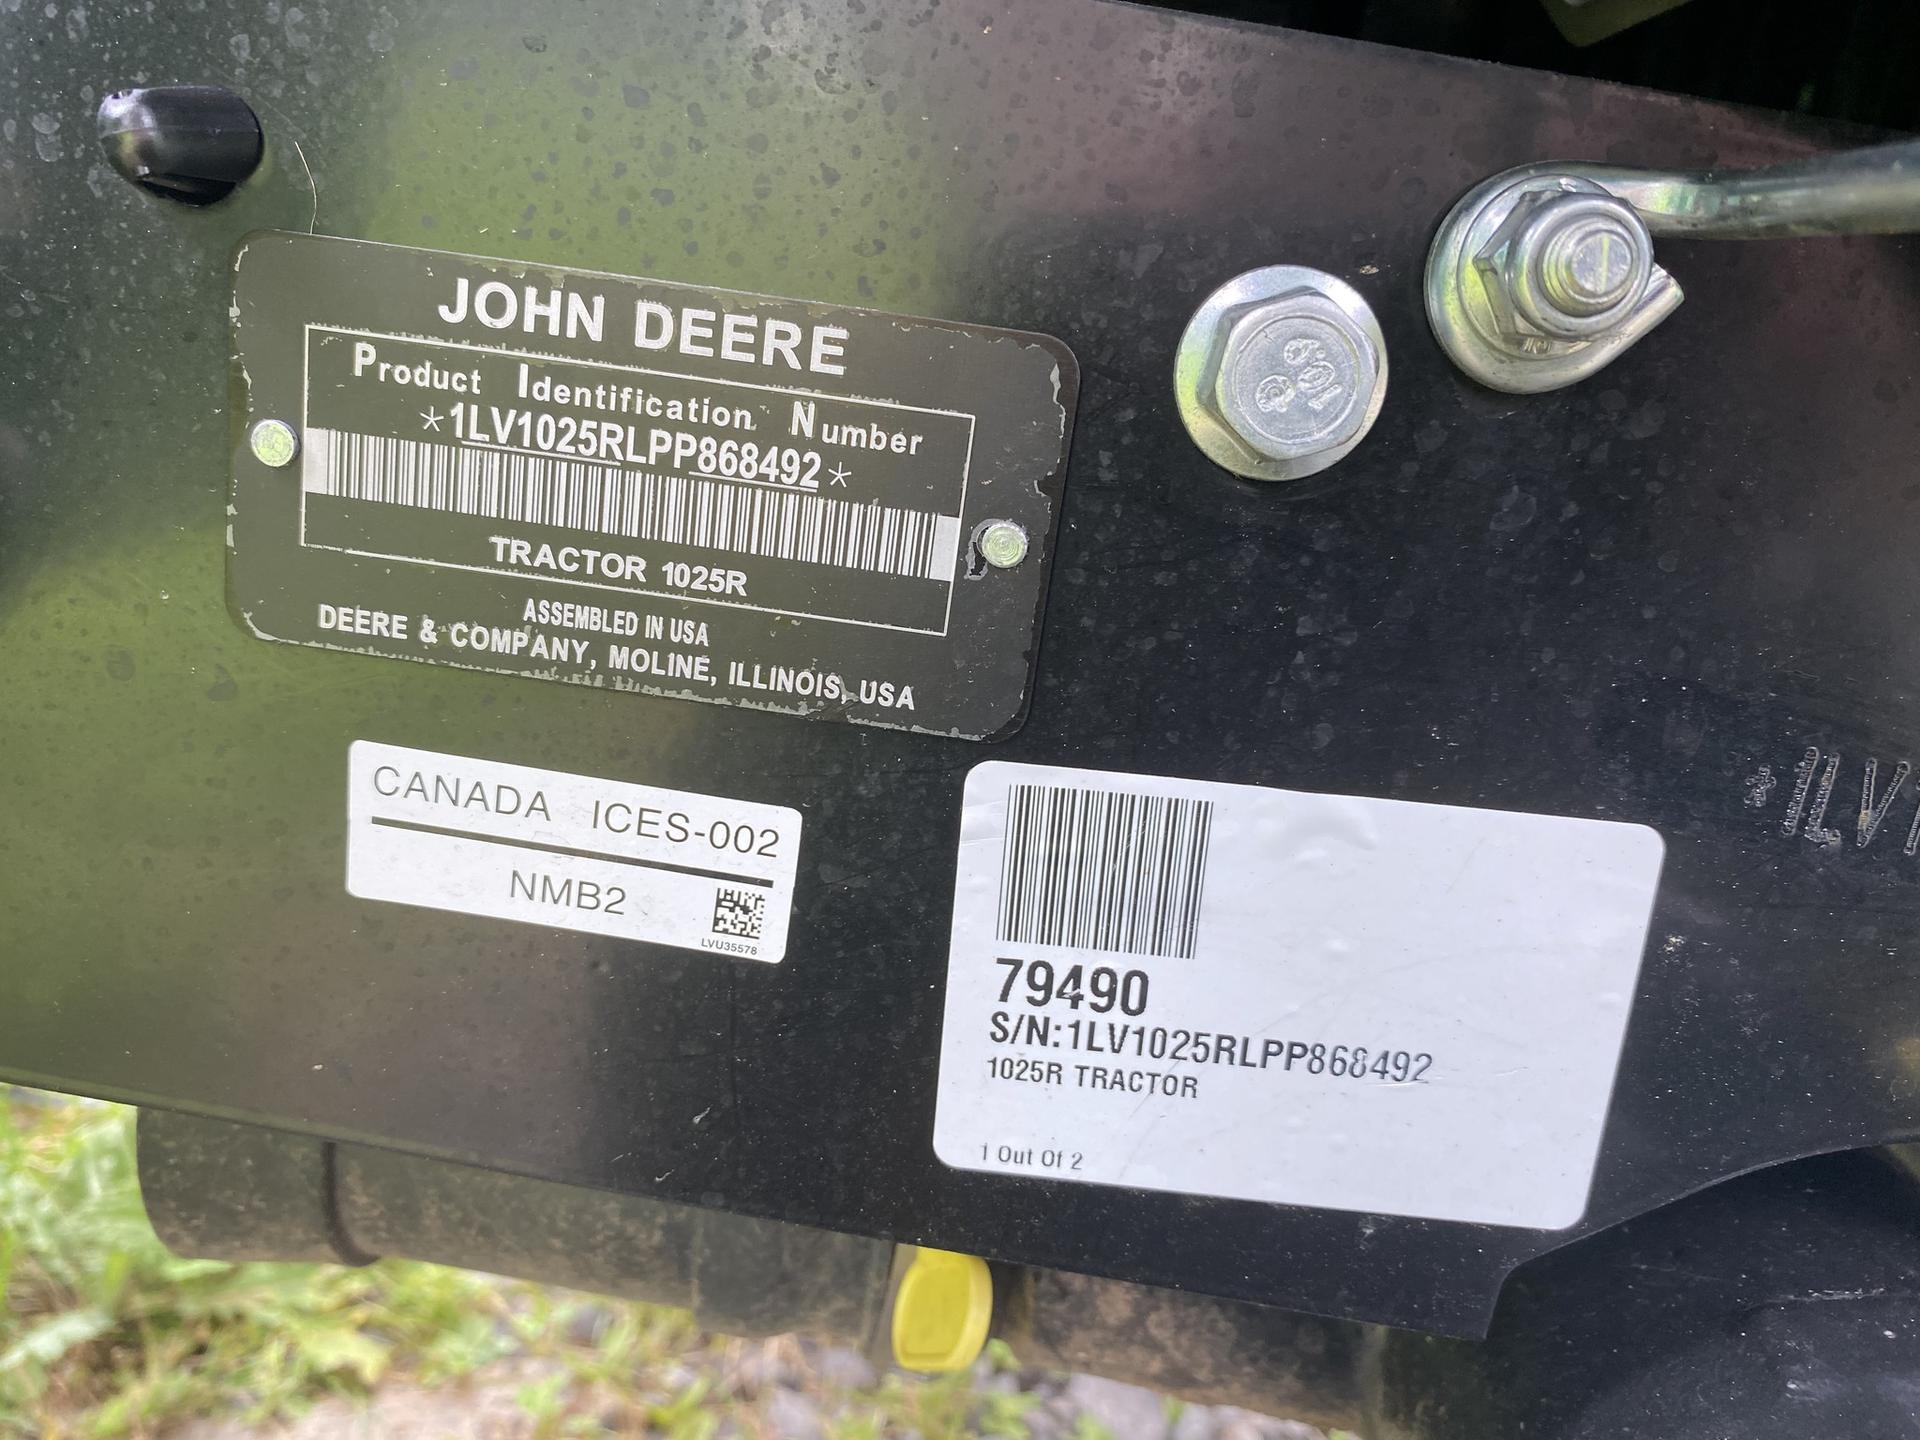 JOHN DEERE
Product Identification Number
*1LV1025RLPP868492*
TRACTOR 1025R
ASSEMBLED IN USA
DEERE & COMPANY, MOLINE, ILLINOIS, USA
CANADA ICES-002
NMB2
LVU35578
79490
S/N:1LV1025RLPP868492
1025R TRACTOR
1 Out Of 2
*1LV